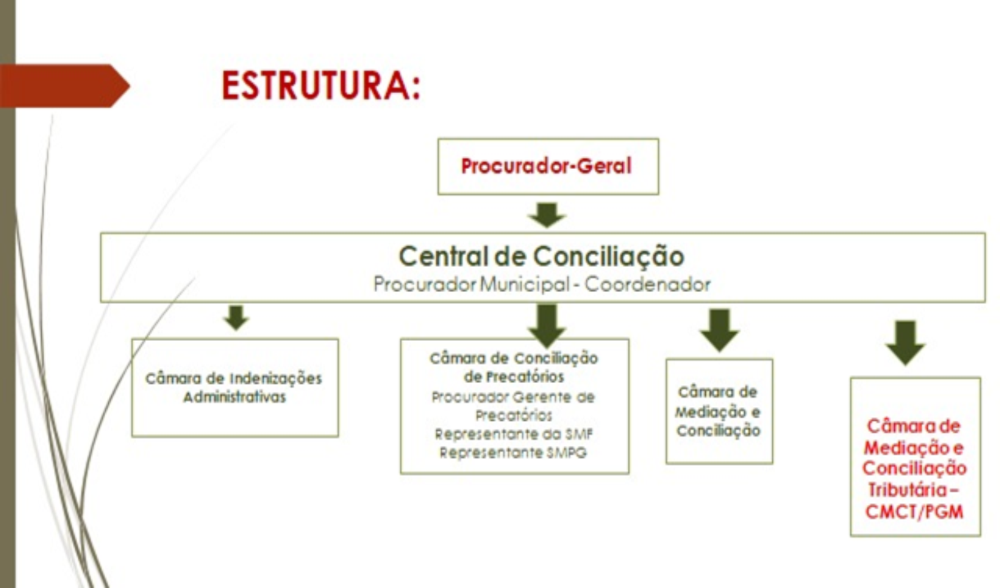 ESTRUTURA:
Procurador-Geral
Central de Conciliação
Procurador Municipal - Coordenador
Câmara de Indenizações
Administrativas
Câmara de Conciliação
de Precatórios
Procurador Gerente de
Precatórios
Representante da SMF
Representante SMPG
Câmara de
Mediação e
Conciliação
Câmara de
Mediação e
Conciliação
Tributária –
CMCT/PGM